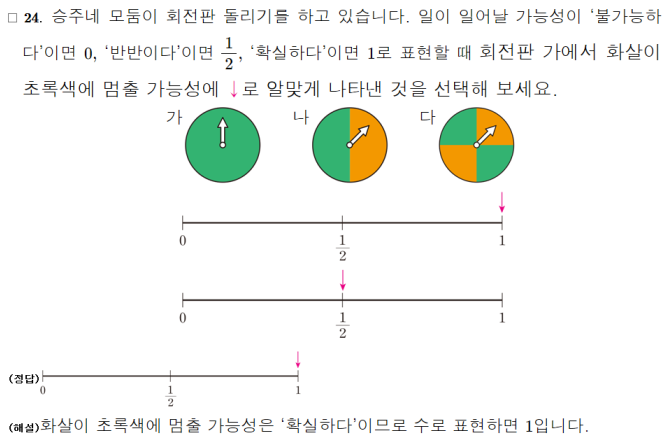 □ 24. 승주네 모둠이 회전판 돌리기를 하고 있습니다. 일이 일어날 가능성이 ‘불가능하
다’이면 0, ‘반반이다’이면 1/2, ‘확실하다’이면 1로 표현할 때 회전판 가에서 화살이
초록색에 멈출 가능성에 ↓로 알맞게 나타낸 것을 선택해 보세요.
가 나 다
0 1/2 1
0 1/2 1
(정답)
0 1/2 1
(해설)화살이 초록색에 멈출 가능성은 ‘확실하다’이므로 수로 표현하면 1입니다.